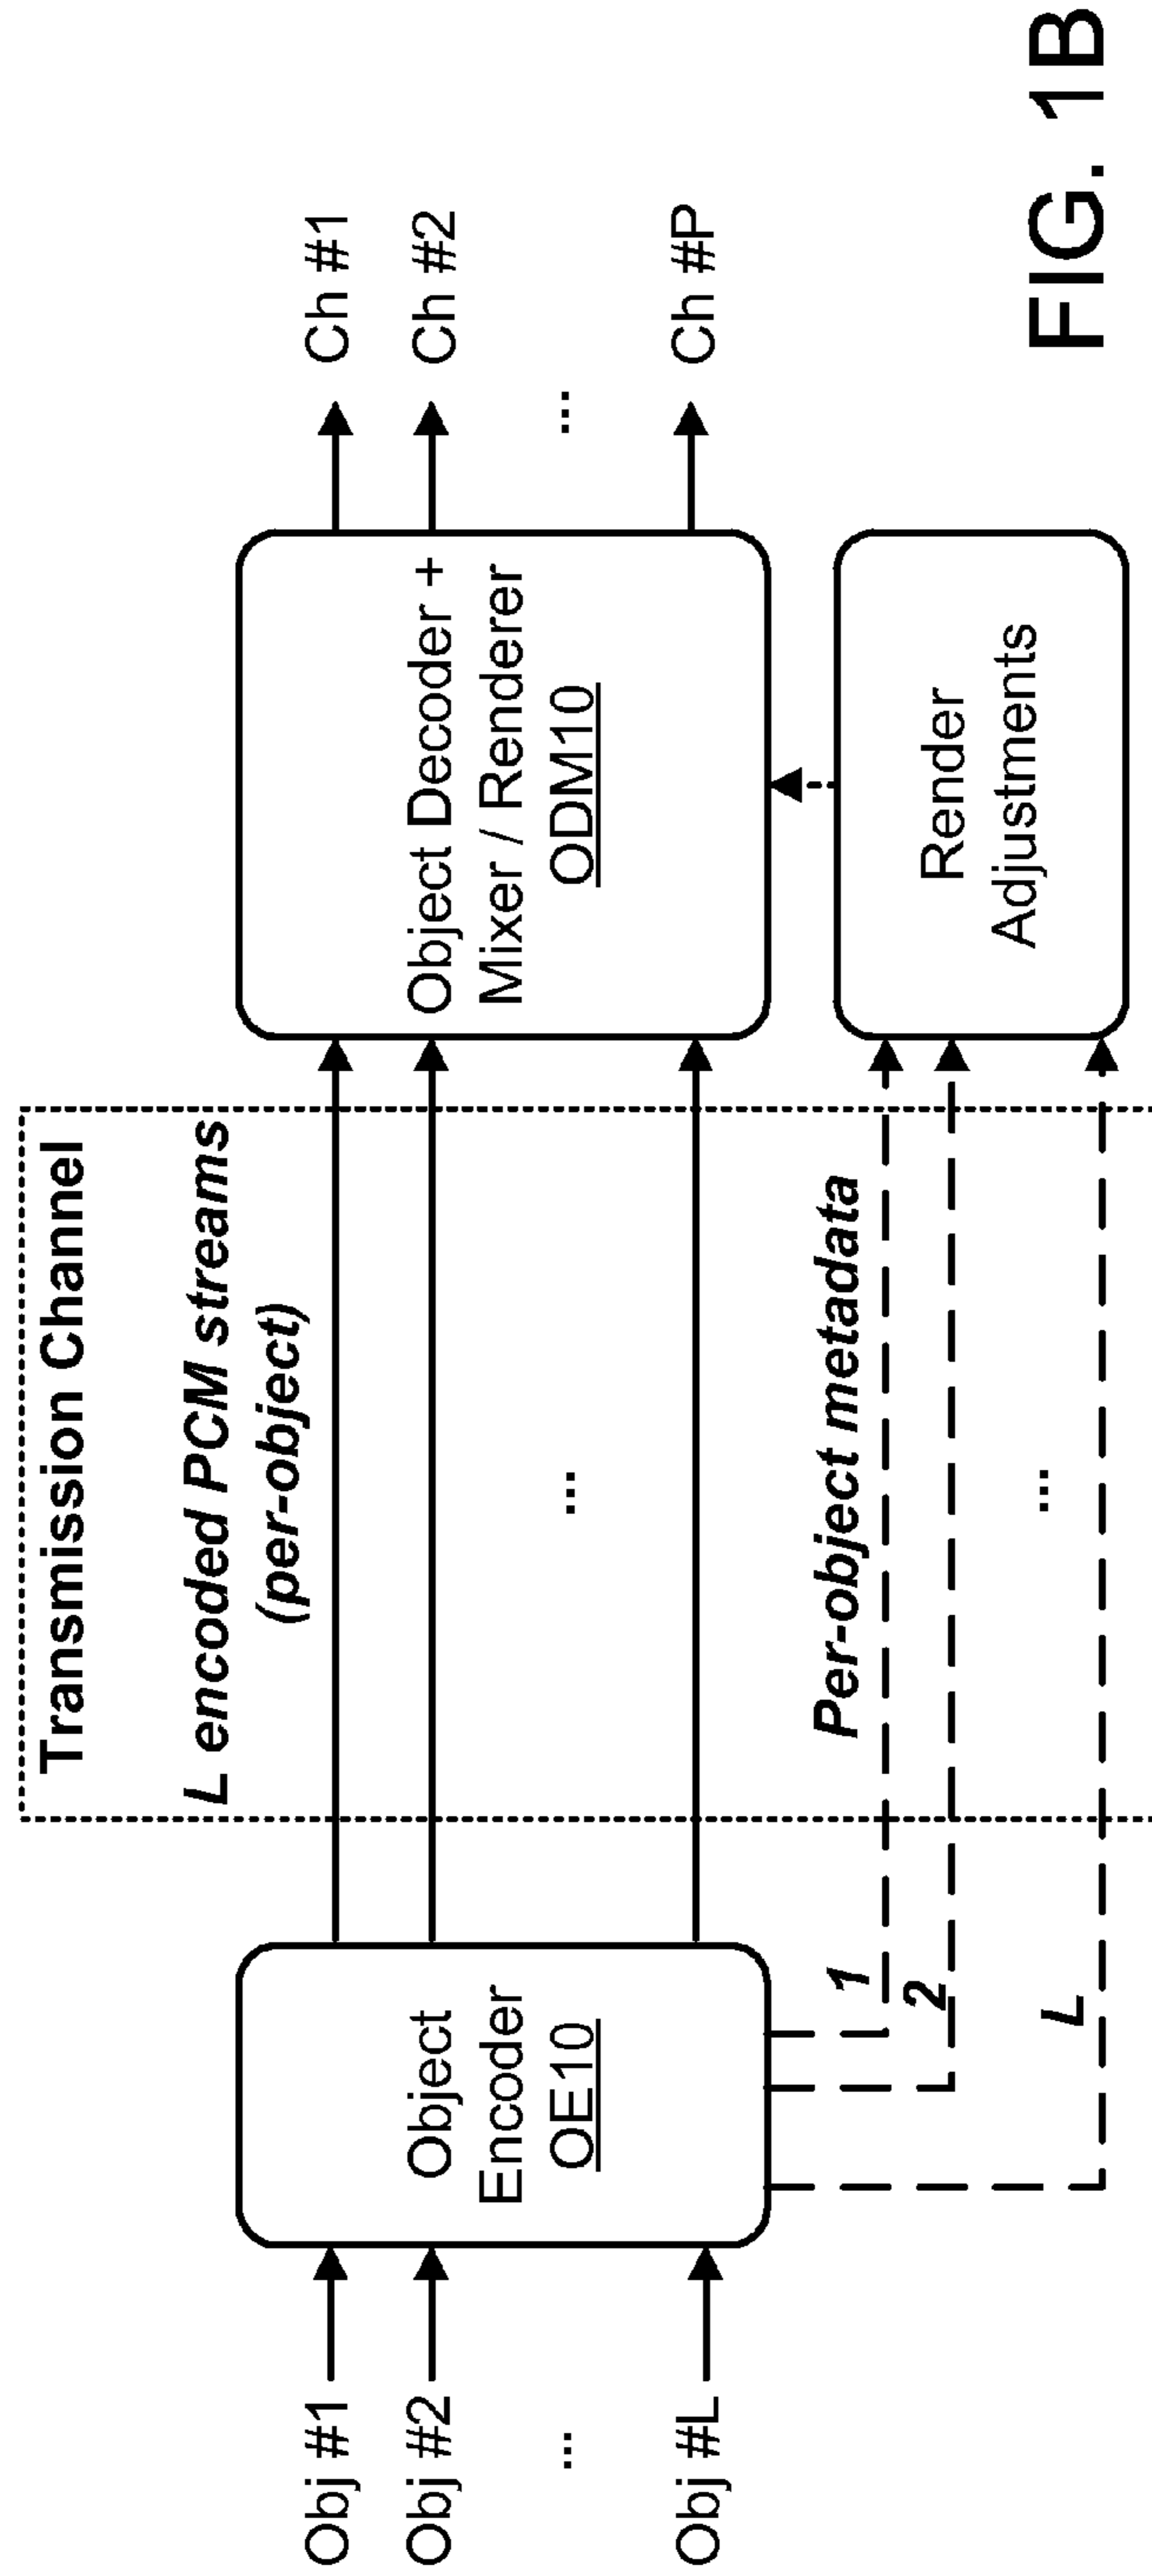 Transmission Channel
L encoded PCM streams
(per-object)
Obj #1
Obj #2
...
Obj #L
Object
Encoder
OE10
...
Object Decoder +
Mixer / Renderer
ODM10
Ch #1
Ch #2
...
Ch #P
Per-object metadata
1
2
L
...
Render
Adjustments
FIG. 1B